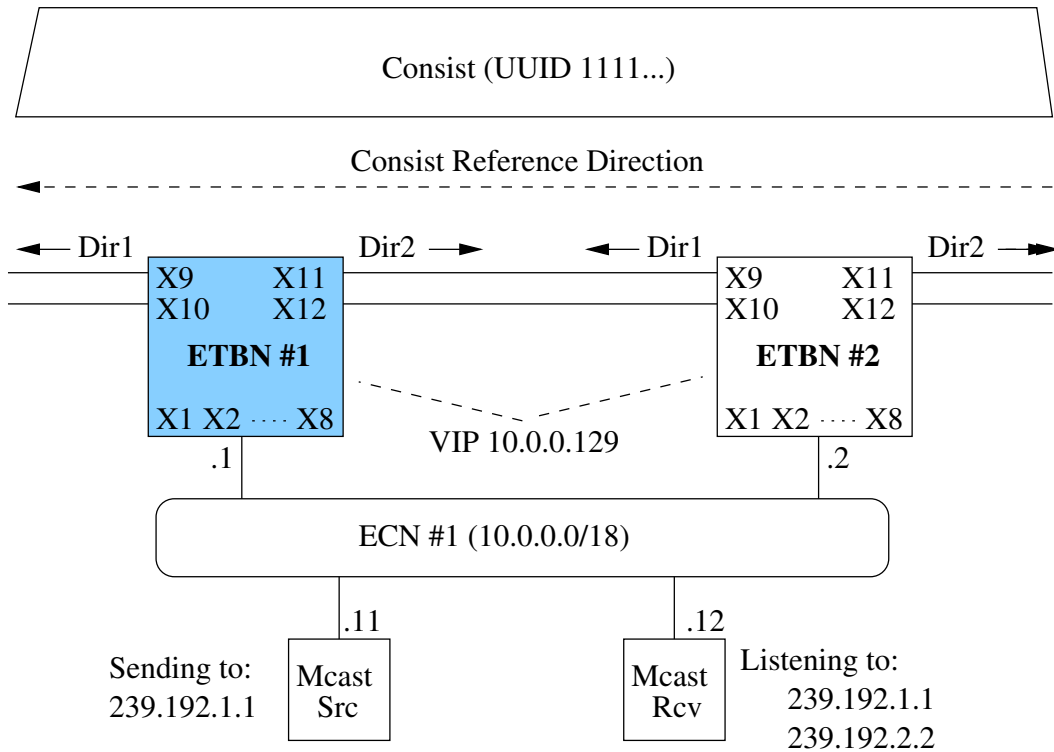 Consist (UUID 1111...)
Consist Reference Direction
Dir1 Dir2 Dir1 Dir2
X9 X11 X9 X11
X10 X12 X10 X12
ETBN #1 ETBN #2
X1 X2 ···· X8 X1 X2 ···· X8
VIP 10.0.0.129
.1 .2
ECN #1 (10.0.0.0/18)
.11 .12
Sending to:
239.192.1.1
Mcast
Src
Mcast
Rcv
Listening to:
239.192.1.1
239.192.2.2